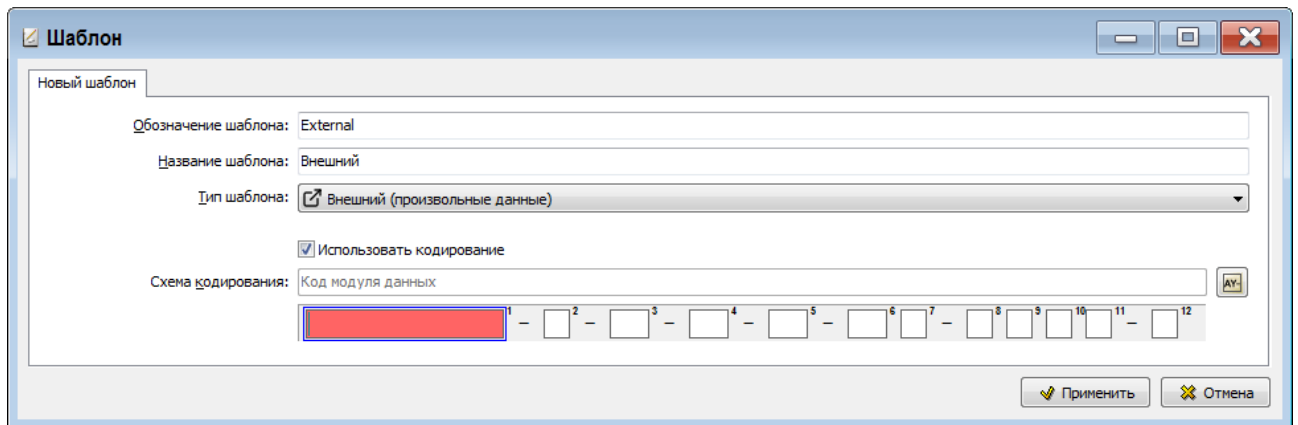 Шаблон
Новый шаблон
Обозначение шаблона: External
Название шаблона: Внешний
Тип шаблона: Внешний (произвольные данные)
Использовать кодирование
Схема кодирования: Код модуля данных AY-
1 – 2 – 3 – 4 – 5 – 6 7 – 8 9 10 11 – 12
Применить Отмена